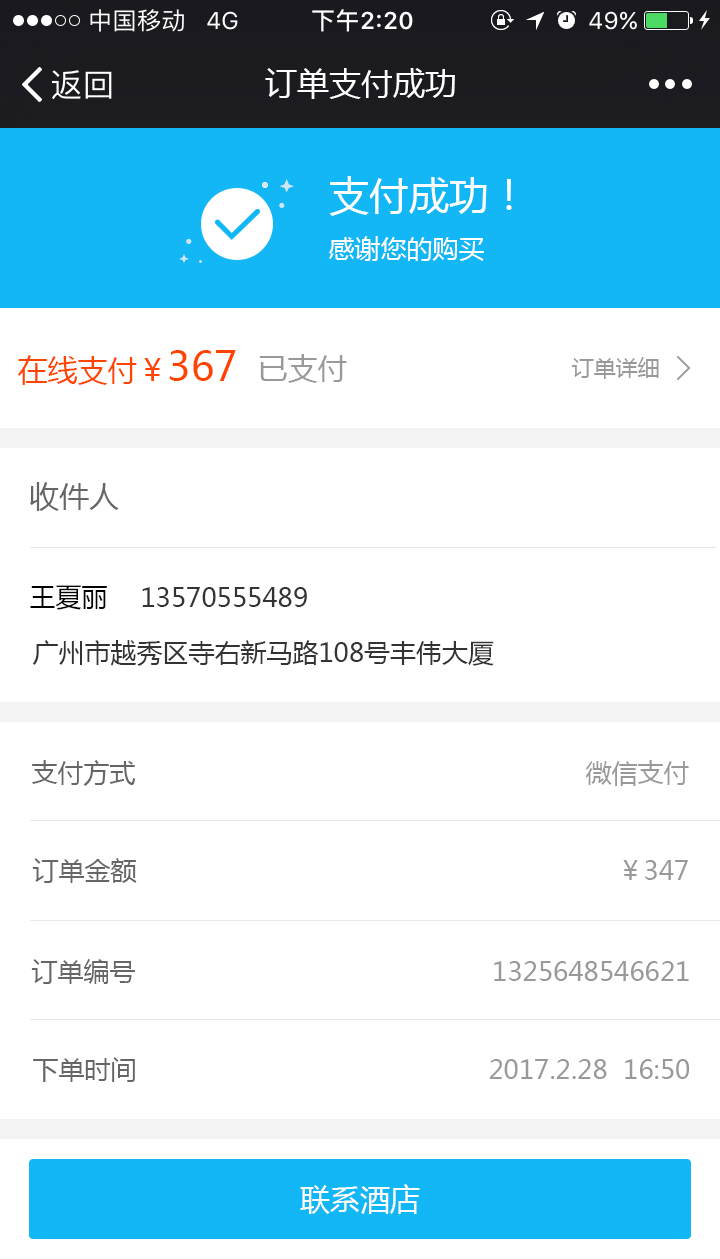 中国移动 4G 下午2:20 49%
返回 订单支付成功
支付成功！
感谢您的购买
在线支付 ¥ 367 已支付 订单详细
收件人
王夏丽 13570555489
广州市越秀区寺右新马路108号丰伟大厦
支付方式 微信支付
订单金额 ¥ 347
订单编号 1325648546621
下单时间 2017.2.28 16:50
联系酒店